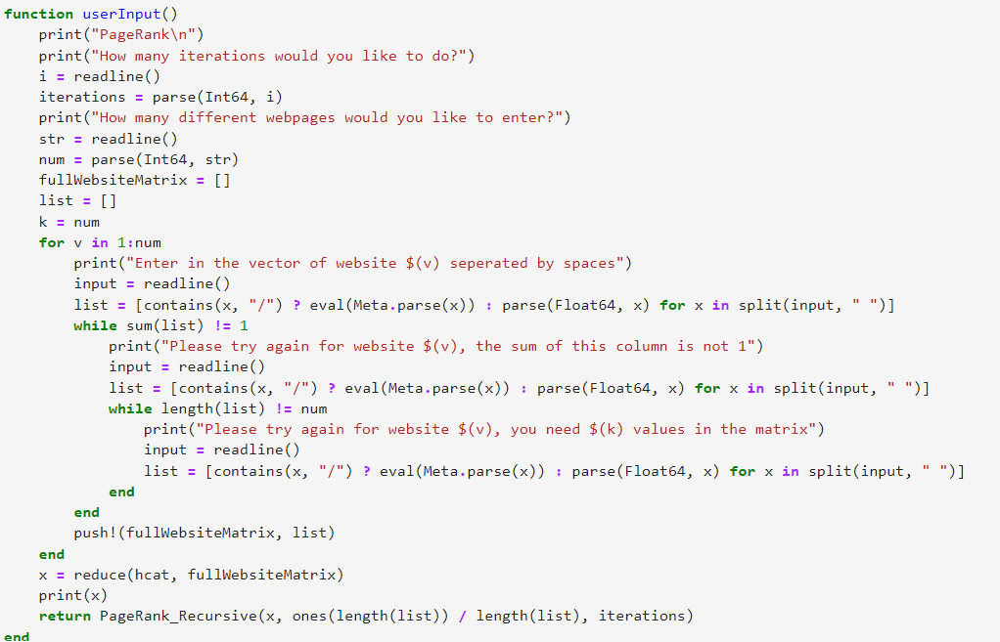 function userInput()
    print("PageRank\n")
    print("How many iterations would you like to do?")
    i = readline()
    iterations = parse(Int64, i)
    print("How many different webpages would you like to enter?")
    str = readline()
    num = parse(Int64, str)
    fullWebsiteMatrix = []
    list = []
    k = num
    for v in 1:num
        print("Enter in the vector of website $(v) seperated by spaces")
        input = readline()
        list = [contains(x, "/") ? eval(Meta.parse(x)) : parse(Float64, x) for x in split(input, " ")]
        while sum(list) != 1
            print("Please try again for website $(v), the sum of this column is not 1")
            input = readline()
            list = [contains(x, "/") ? eval(Meta.parse(x)) : parse(Float64, x) for x in split(input, " ")]
            while length(list) != num
                print("Please try again for website $(v), you need $(k) values in the matrix")
                input = readline()
                list = [contains(x, "/") ? eval(Meta.parse(x)) : parse(Float64, x) for x in split(input, " ")]
            end
        end
        push!(fullWebsiteMatrix, list)
    end
    x = reduce(hcat, fullWebsiteMatrix)
    print(x)
    return PageRank_Recursive(x, ones(length(list)) / length(list), iterations)
end